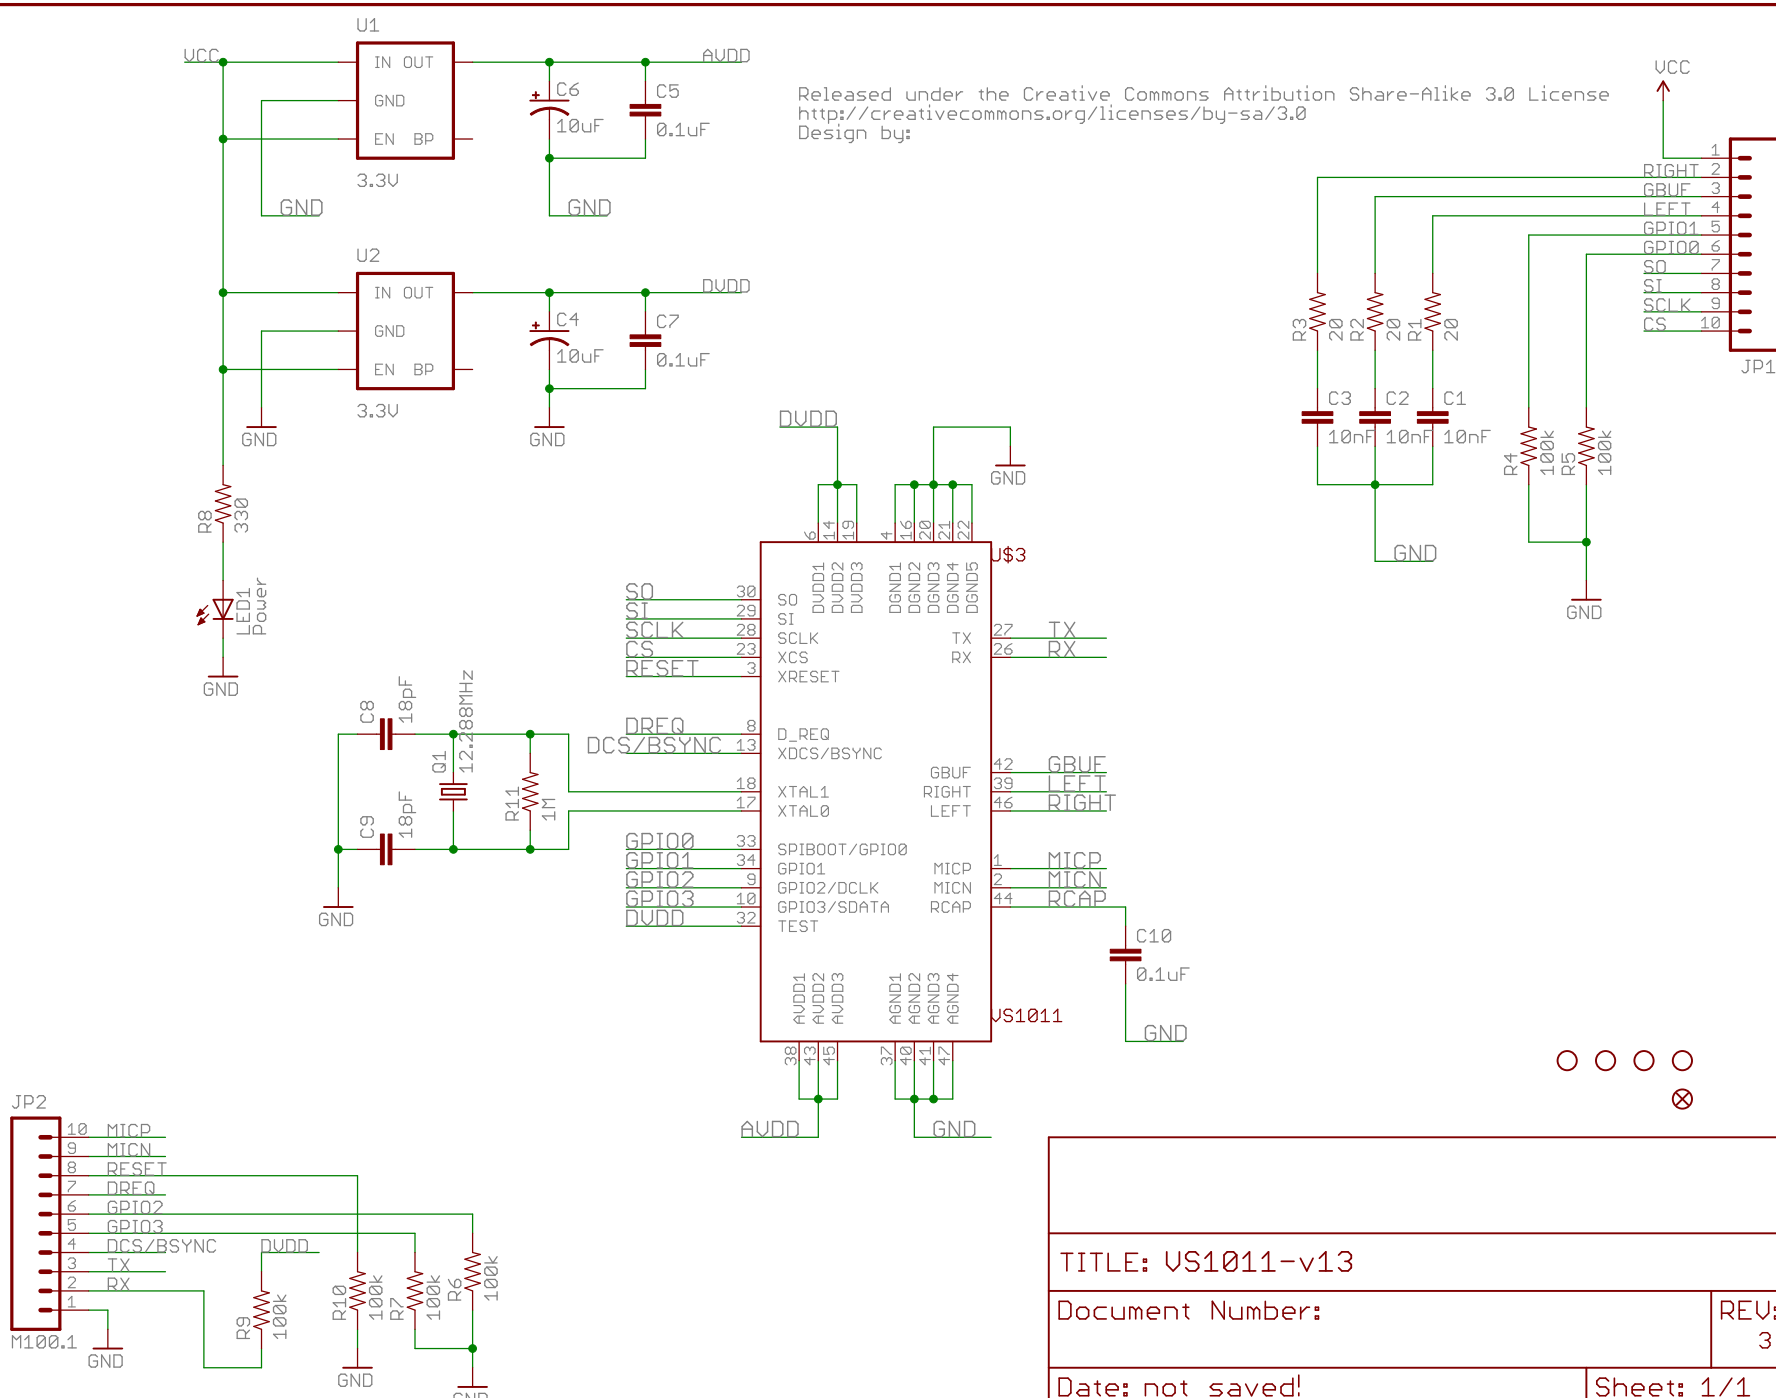 U1
VCC
IN OUT
GND
EN BP
3.3V
GND
AVDD
C6
10uF
C5
0.1uF
GND
Released under the Creative Commons Attribution Share-Alike 3.0 License
http://creativecommons.org/licenses/by-sa/3.0
Design by:
U2
IN OUT
GND
EN BP
3.3V
GND
DVDD
C4
10uF
C7
0.1uF
GND
R8
330
LED1
Power
GND
VCC
1
RIGHT 2
GBUF 3
LEFT 4
GPIO1 5
GPIO0 6
SO 7
SI 8
SCLK 9
CS 10
JP1
R3
20
R2
20
R1
20
C3
10nF
C2
10nF
C1
10nF
GND
R4
100k
R5
100k
GND
DVDD
GND
6
14
19
4
16
20
21
22
U$3
DVDD1
DVDD2
DVDD3
DGND1
DGND2
DGND3
DGND4
DGND5
SO 30 SO
SI 29 SI
SCLK 28 SCLK
CS 23 XCS
RESET 3 XRESET
DREQ 8 D_REQ
DCS/BSYNC 13 XDCS/BSYNC
18 XTAL1
17 XTAL0
GPIO0 33 SPIBOOT/GPIO0
GPIO1 34 GPIO1
GPIO2 9 GPIO2/DCLK
GPIO3 10 GPIO3/SDATA
DVDD 32 TEST
TX 27 TX
RX 26 RX
GBUF 42 GBUF
RIGHT 39 LEFT
LEFT 46 RIGHT
MICP 1 MICP
MICN 2 MICN
RCAP 44 RCAP
C10
0.1uF
GND
AVDD1
AVDD2
AVDD3
AGND1
AGND2
AGND3
AGND4
VS1011
38
43
45
37
40
41
47
AVDD
GND
C8
18pF
C9
18pF
Q1
12.288MHz
R11
1M
GND
JP2
10 MICP
9 MICN
8 RESET
7 DREQ
6 GPIO2
5 GPIO3
4 DCS/BSYNC
3 TX
2 RX
1
M100.1
GND
DVDD
R9
100k
R10
100k
R7
100k
R6
100k
GND
GND
TITLE: VS1011-v13
Document Number:
REV:
3
Date: not saved!
Sheet: 1/1